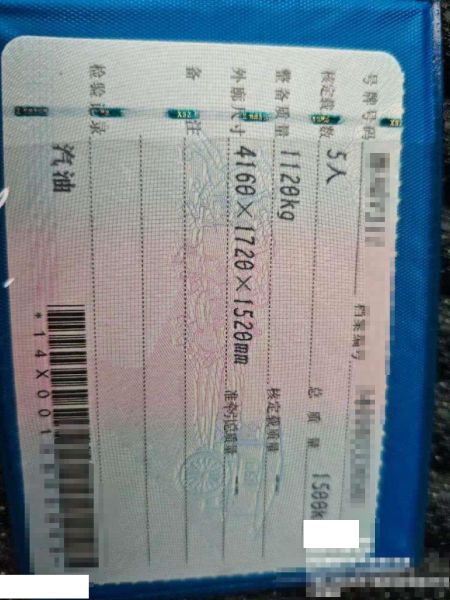 号牌号码 档案编号
核定载人数 5人 总质量 1500k
整备质量 1120kg 核定载质量
外廓尺寸 4160×1720×1520mm 准牵引总质量
备注
检验记录
汽油
*14X001